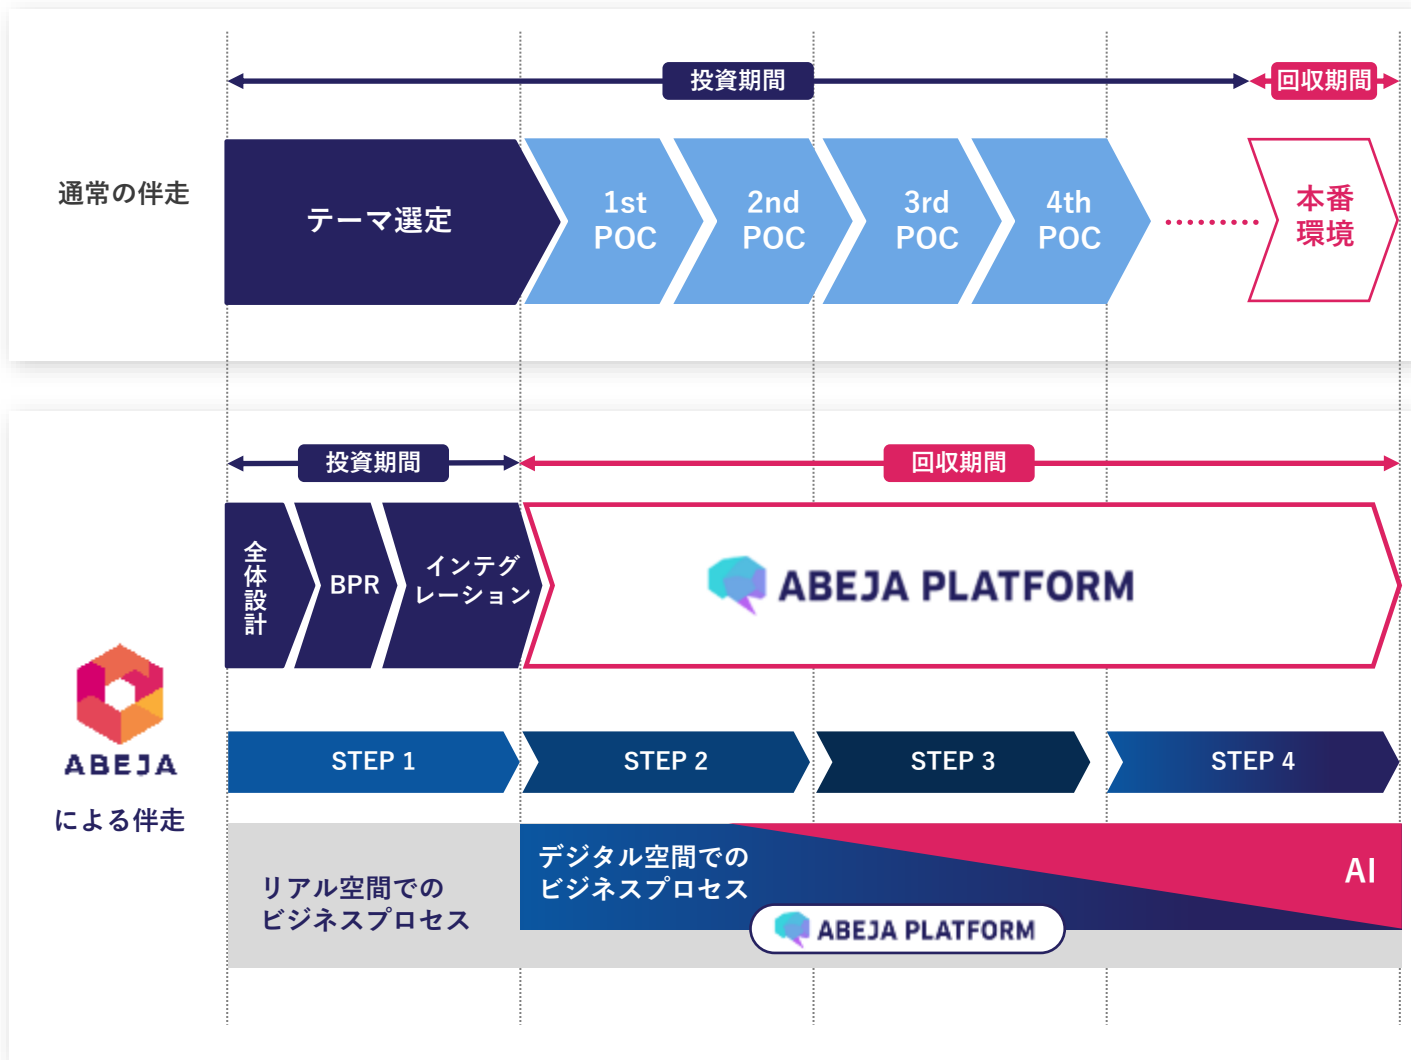 投資期間
回収期間
通常の伴走
テーマ選定
1st
POC
2nd
POC
3rd
POC
4th
POC
本番
環境
投資期間
回収期間
全体設計
BPR
インテグ
レーション
ABEJA PLATFORM
ABEJA
による伴走
STEP 1
STEP 2
STEP 3
STEP 4
リアル空間での
ビジネスプロセス
デジタル空間での
ビジネスプロセス
AI
ABEJA PLATFORM